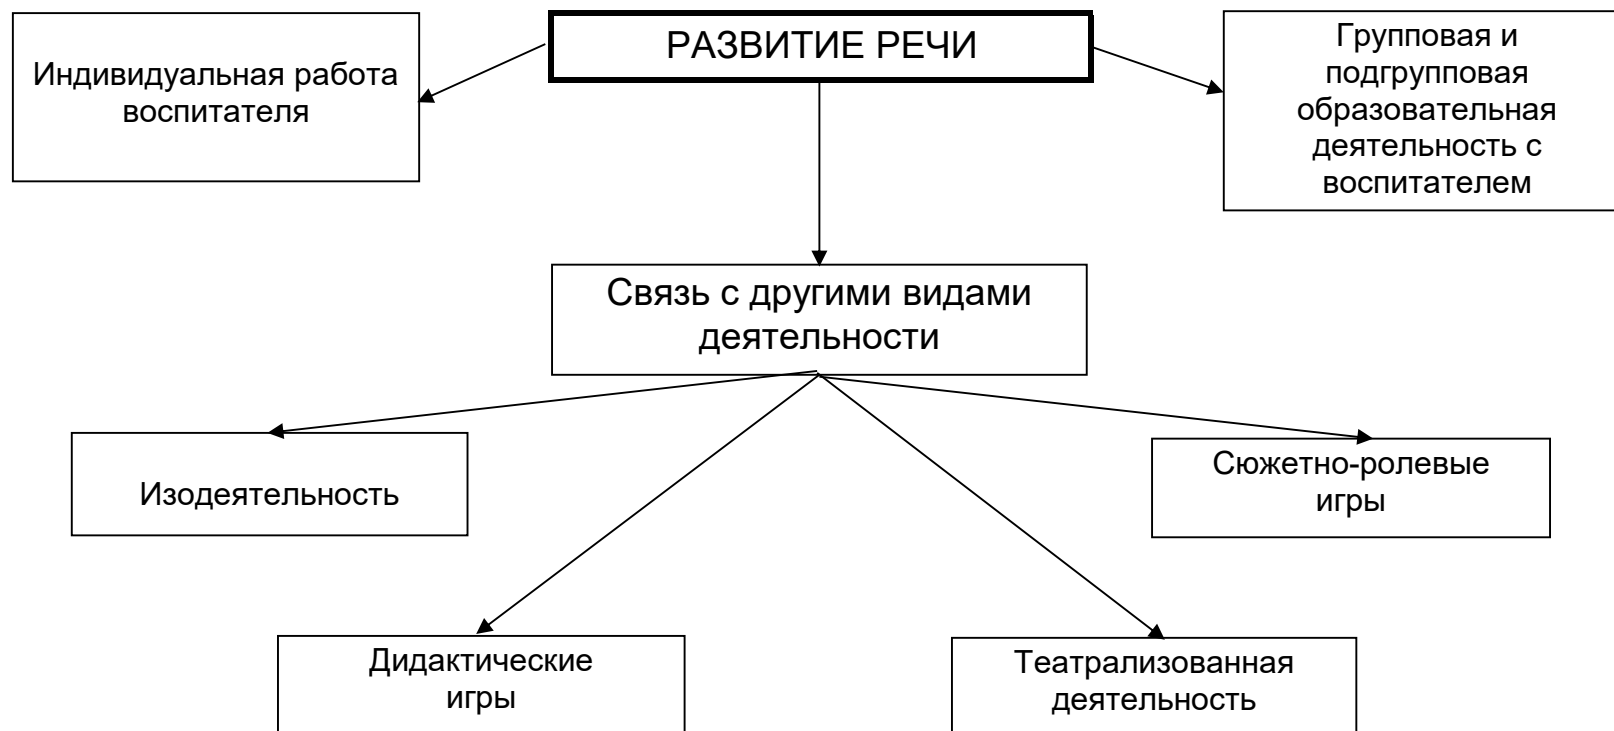 РАЗВИТИЕ РЕЧИ
Индивидуальная работа
воспитателя
Групповая и
подгрупповая
образовательная
деятельность с
воспитателем
Связь с другими видами
деятельности
Изодеятельность
Сюжетно-ролевые
игры
Дидактические
игры
Театрализованная
деятельность